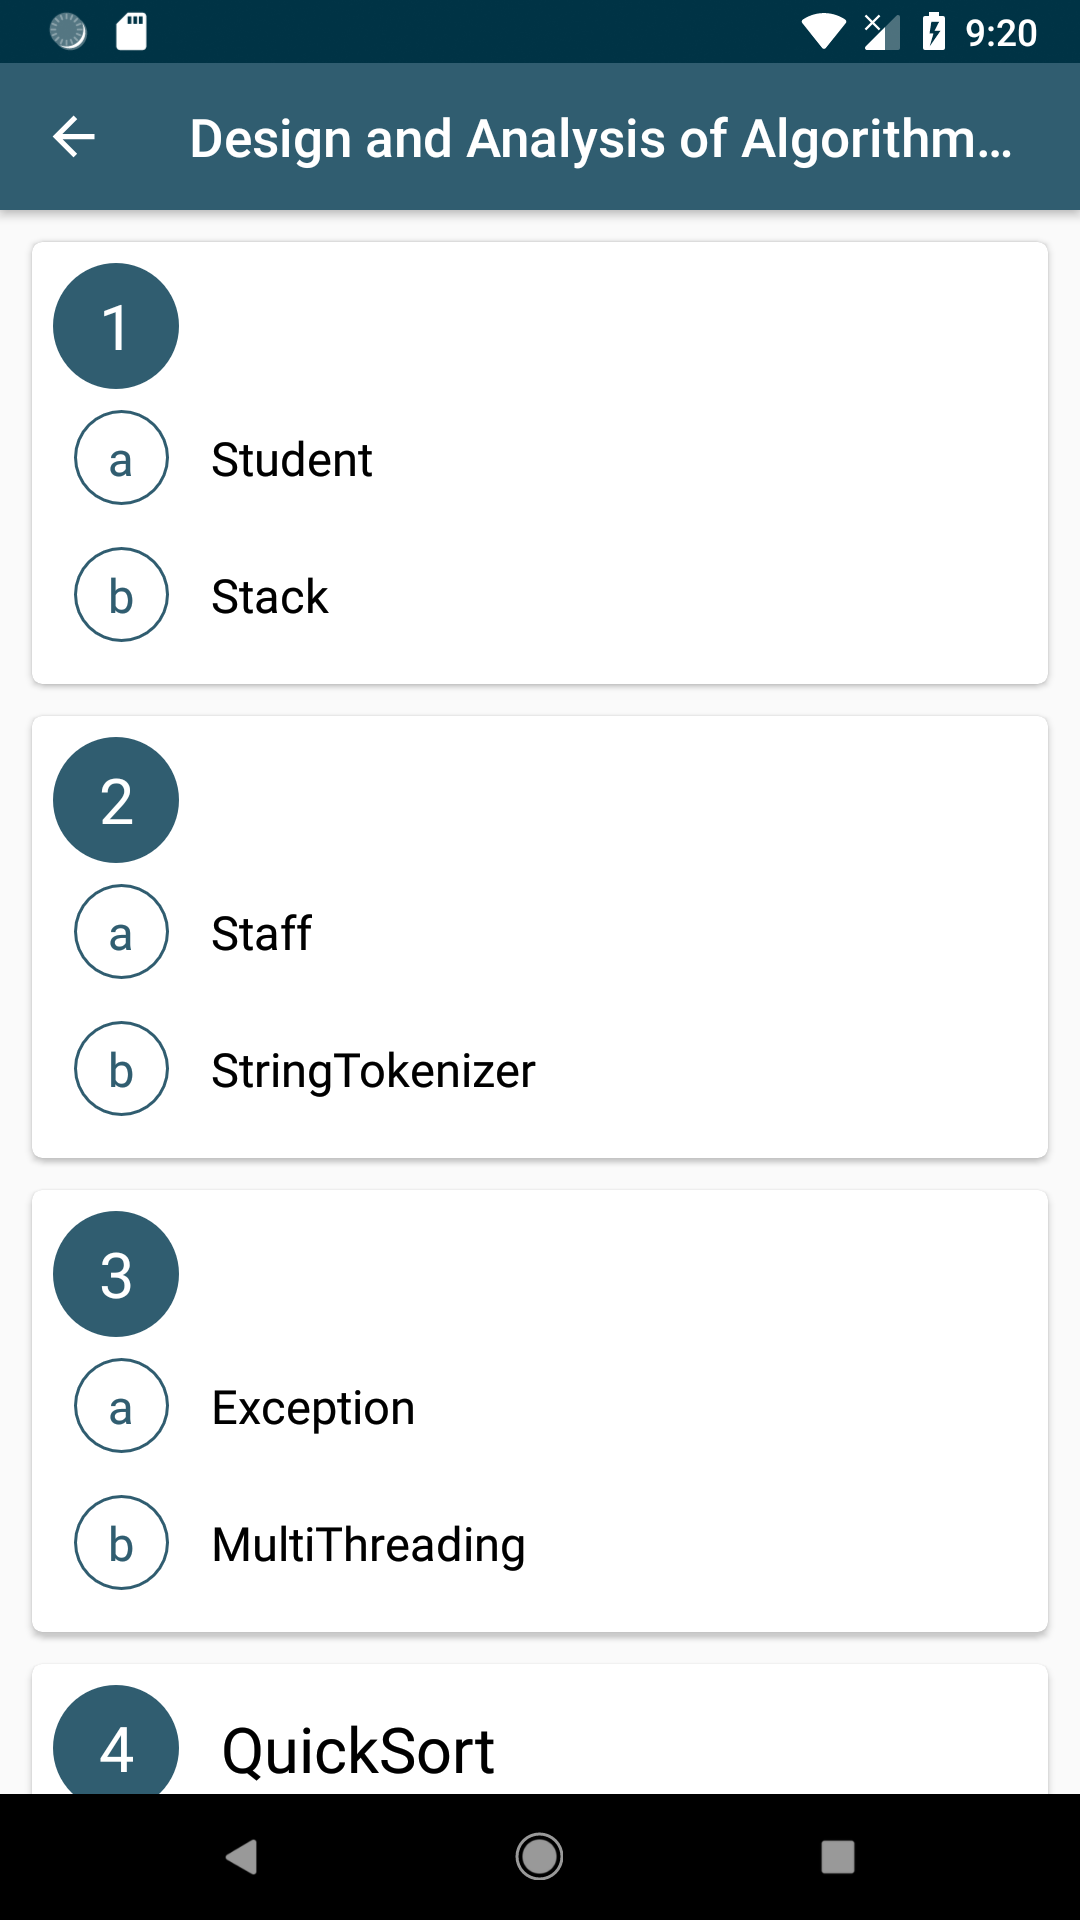 9:20
Design and Analysis of Algorithm...
1
a Student
b Stack
2
a Staff
b StringTokenizer
3
a Exception
b MultiThreading
4 QuickSort